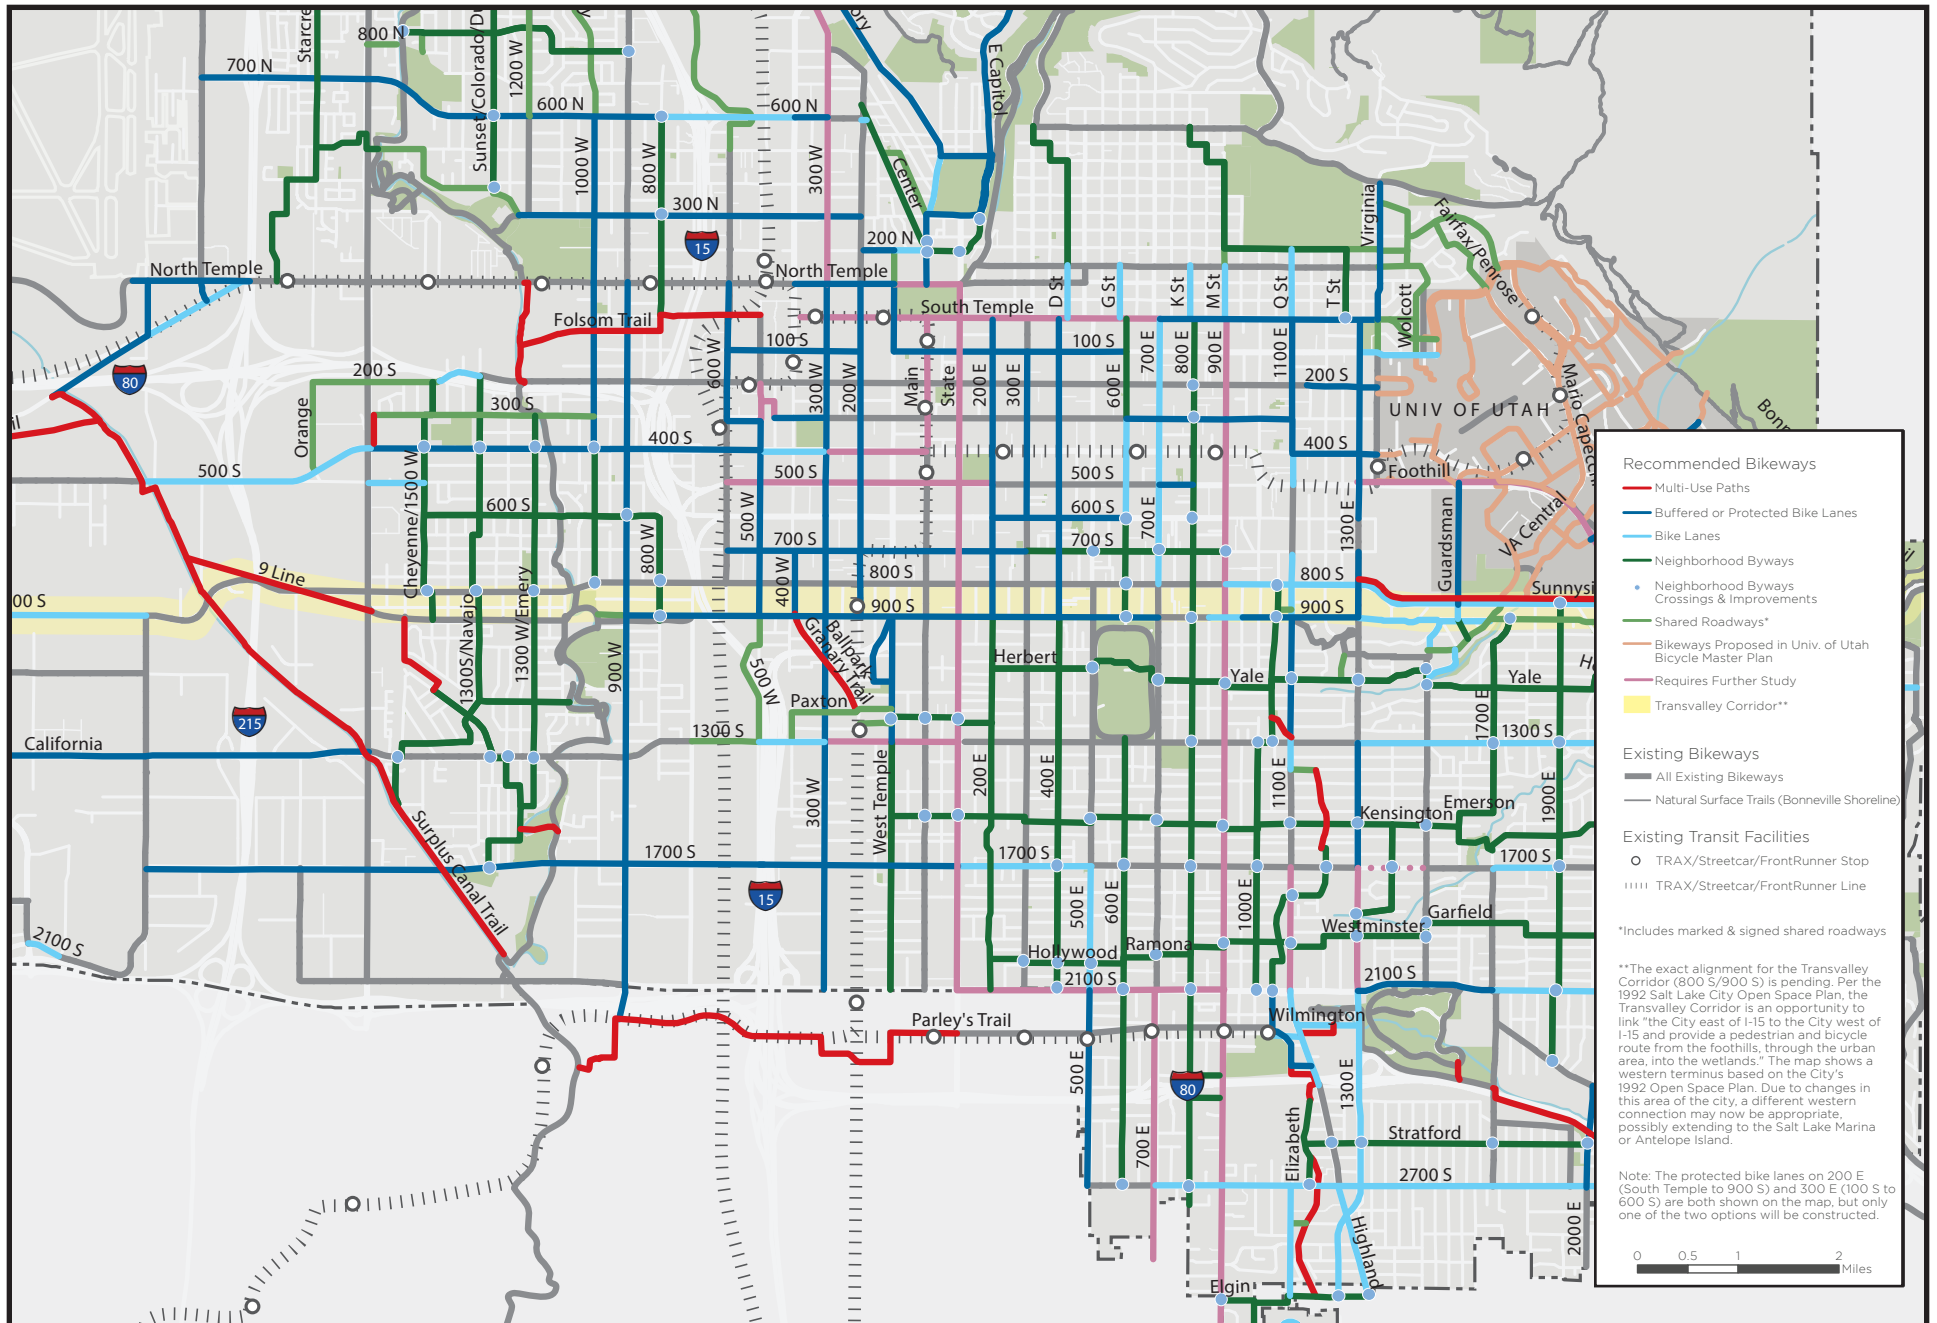 Starcre
800 N
Sunset/Colorado/D
1200 W
ory
E Capitol
700 N
600 N
600 N
1000 W
800 W
300 W
Center
Virginia
Fairfax/Penrose
300 N
15
200 N
North Temple
North Temple
South Temple
D St
G St
K St
M St
Q St
T St
Wolcott
Folsom Trail
100 S
100 S
600 W
300 W
200 W
Main
State
200 E
300 E
600 E
700 E
800 E
900 E
1100 E
80
200 S
200 S
Orange
300 S
UNIV OF UTAH
Mario Capecchi
Bonn
il
400 S
400 S
500 S
500 S
500 S
Foothill
Cheyenne/1500 W
600 S
600 S
500 W
800 W
700 S
700 S
700 E
1300 E
Guardsman
VA Central
9 Line
400 W
800 S
800 S
Sunnysi
00 S
900 S
900 S
1300S/Navajo
1300 W/Emery
900 W
500 W
Ballpark
Granary Trail
Herbert
Yale
Yale
Paxton
215
1300 S
1300 S
1700 E
California
300 W
West Temple
200 E
400 E
1100 E
1900 E
Kensington
Emerson
Surplus Canal Trail
1700 S
1700 S
1700 S
15
500 E
600 E
1000 E
Garfield
Westminster
2100 S
Hollywood
Ramona
2100 S
2100 S
Parley's Trail
Wilmington
500 E
80
1300 E
700 E
Elizabeth
Stratford
2700 S
Highland
2000 E
Elgin
Recommended Bikeways
Multi-Use Paths
Buffered or Protected Bike Lanes
Bike Lanes
Neighborhood Byways
Neighborhood Byways
Crossings & Improvements
Shared Roadways*
Bikeways Proposed in Univ. of Utah
Bicycle Master Plan
Requires Further Study
Transvalley Corridor**
Existing Bikeways
All Existing Bikeways
Natural Surface Trails (Bonneville Shoreline)
Existing Transit Facilities
TRAX/Streetcar/FrontRunner Stop
TRAX/Streetcar/FrontRunner Line
*Includes marked & signed shared roadways
**The exact alignment for the Transvalley
Corridor (800 S/900 S) is pending. Per the
1992 Salt Lake City Open Space Plan, the
Transvalley Corridor is an opportunity to
link "the City east of I-15 to the City west of
I-15 and provide a pedestrian and bicycle
route from the foothills, through the urban
area, into the wetlands." The map shows a
western terminus based on the City's
1992 Open Space Plan. Due to changes in
this area of the city, a different western
connection may now be appropriate,
possibly extending to the Salt Lake Marina
or Antelope Island.
Note: The protected bike lanes on 200 E
(South Temple to 900 S) and 300 E (100 S to
600 S) are both shown on the map, but only
one of the two options will be constructed.
0 0.5 1 2
Miles